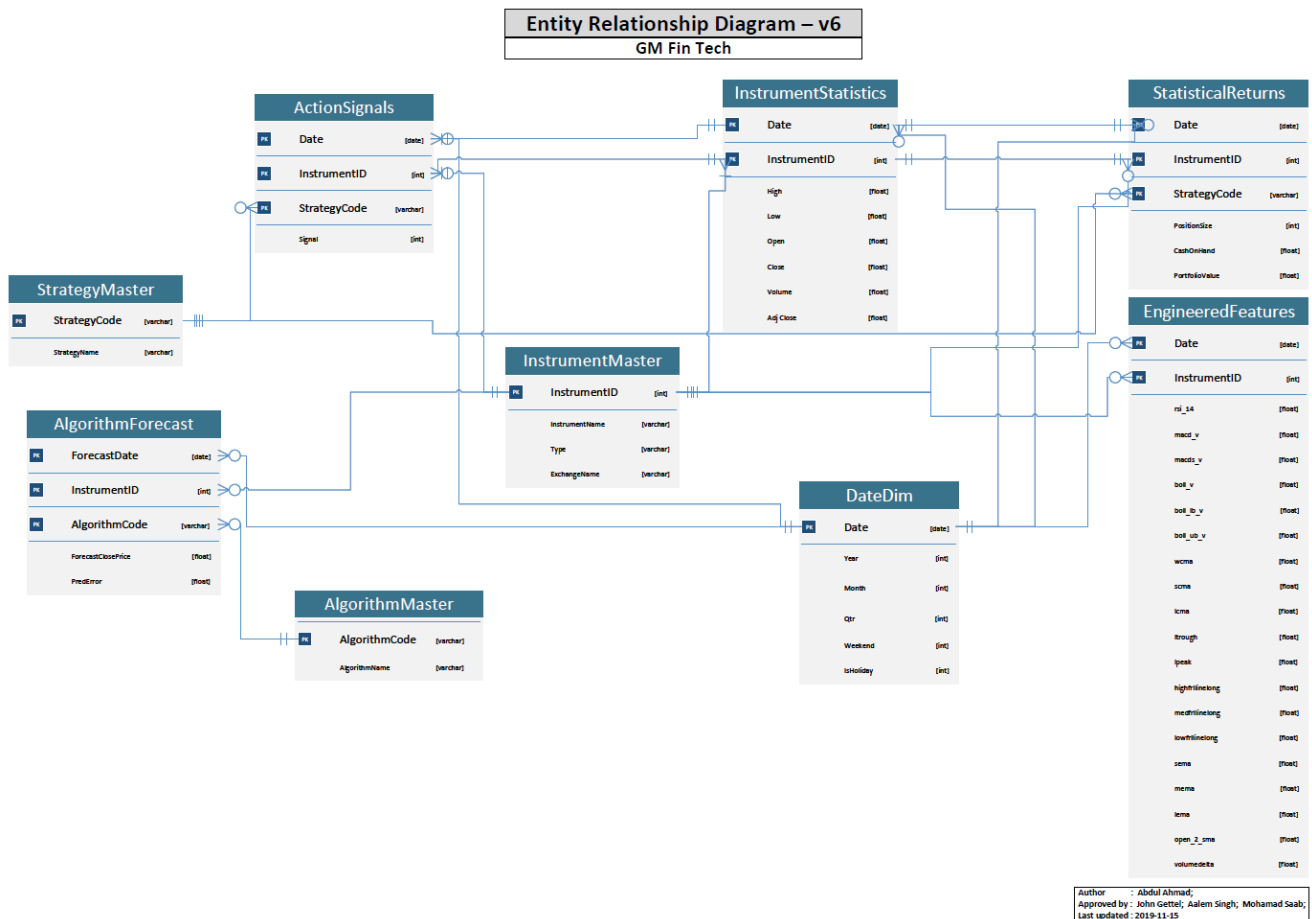 Entity Relationship Diagram – v6
GM Fin Tech
ActionSignals
PK Date [date]
PK InstrumentID [int]
PK StrategyCode [varchar]
Signal [int]
InstrumentStatistics
PK Date [date]
PK InstrumentID [int]
High [float]
Low [float]
Open [float]
Close [float]
Volume [float]
Adj Close [float]
StatisticalReturns
PK Date [date]
PK InstrumentID [int]
PK StrategyCode [varchar]
PositionSize [int]
CashOnHand [float]
PortfolioValue [float]
StrategyMaster
PK StrategyCode [varchar]
StrategyName [varchar]
EngineeredFeatures
PK Date [date]
PK InstrumentID [int]
rsi_14 [float]
macd_v [float]
macds_v [float]
boll_v [float]
boll_lb_v [float]
boll_ub_v [float]
wcma [float]
scma [float]
lcma [float]
ltrough [float]
lpeak [float]
highfrllinelong [float]
medfrllinelong [float]
lowfrllinelong [float]
sema [float]
mema [float]
lema [float]
open_2_sma [float]
volumedelta [float]
InstrumentMaster
PK InstrumentID [int]
InstrumentName [varchar]
Type [varchar]
ExchangeName [varchar]
AlgorithmForecast
PK ForecastDate [date]
PK InstrumentID [int]
PK AlgorithmCode [varchar]
ForecastClosePrice [float]
PredError [float]
DateDim
PK Date [date]
Year [int]
Month [int]
Qtr [int]
Weekend [int]
IsHoliday [int]
AlgorithmMaster
PK AlgorithmCode [varchar]
AlgorithmName [varchar]
Author : Abdul Ahmad;
Approved by : John Gettel; Aalem Singh; Mohamad Saab;
Last updated : 2019-11-15